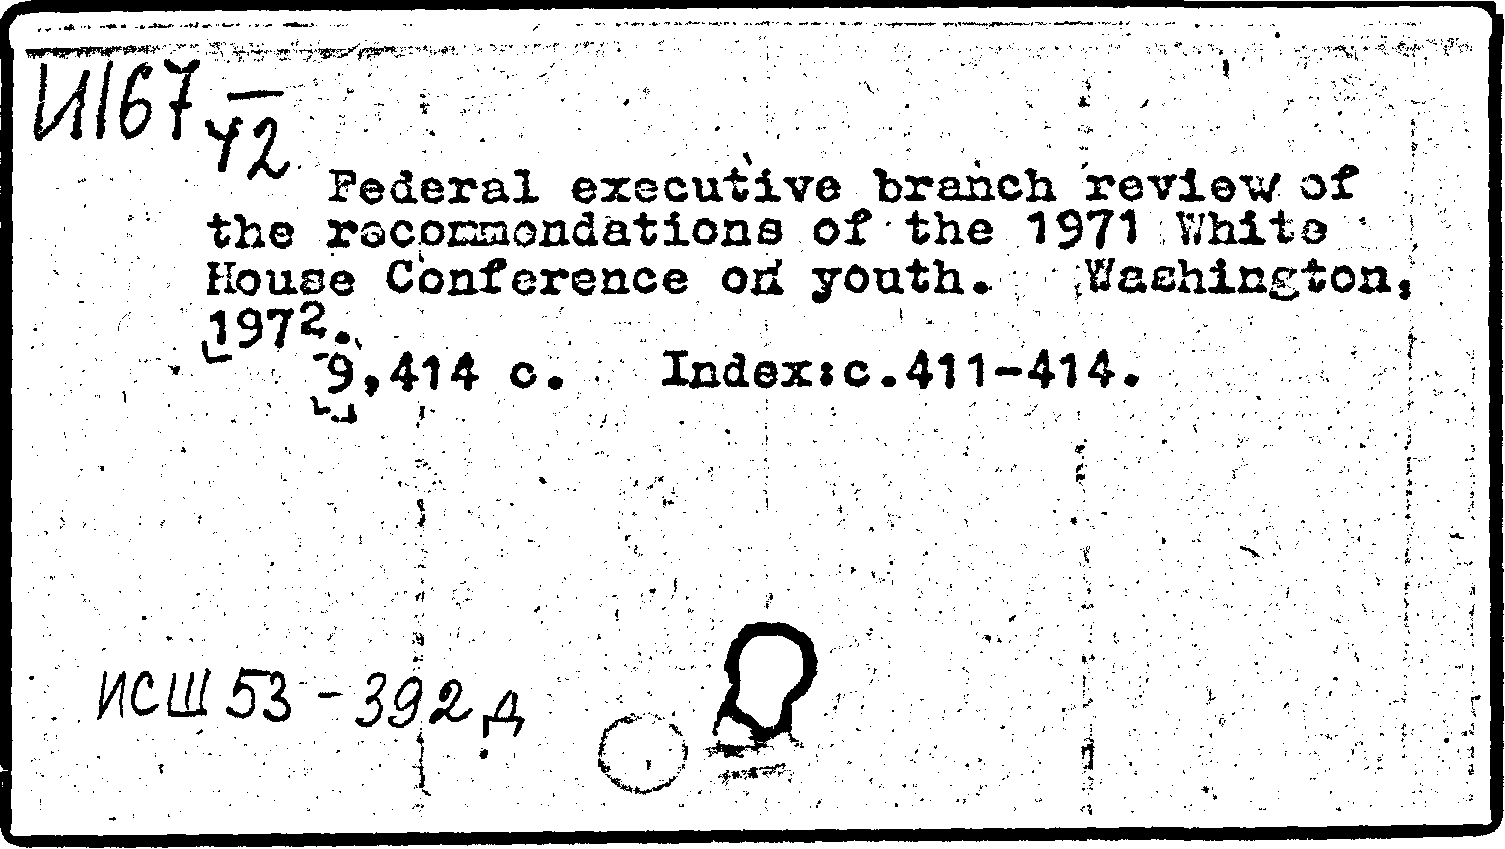 И167 —
42
Federal executive branch review of
the recommendations of the 1971 White
House Conference on youth. Washington,
1972.
9,414 с. Index:c.411-414.
ИСШ 53-392д